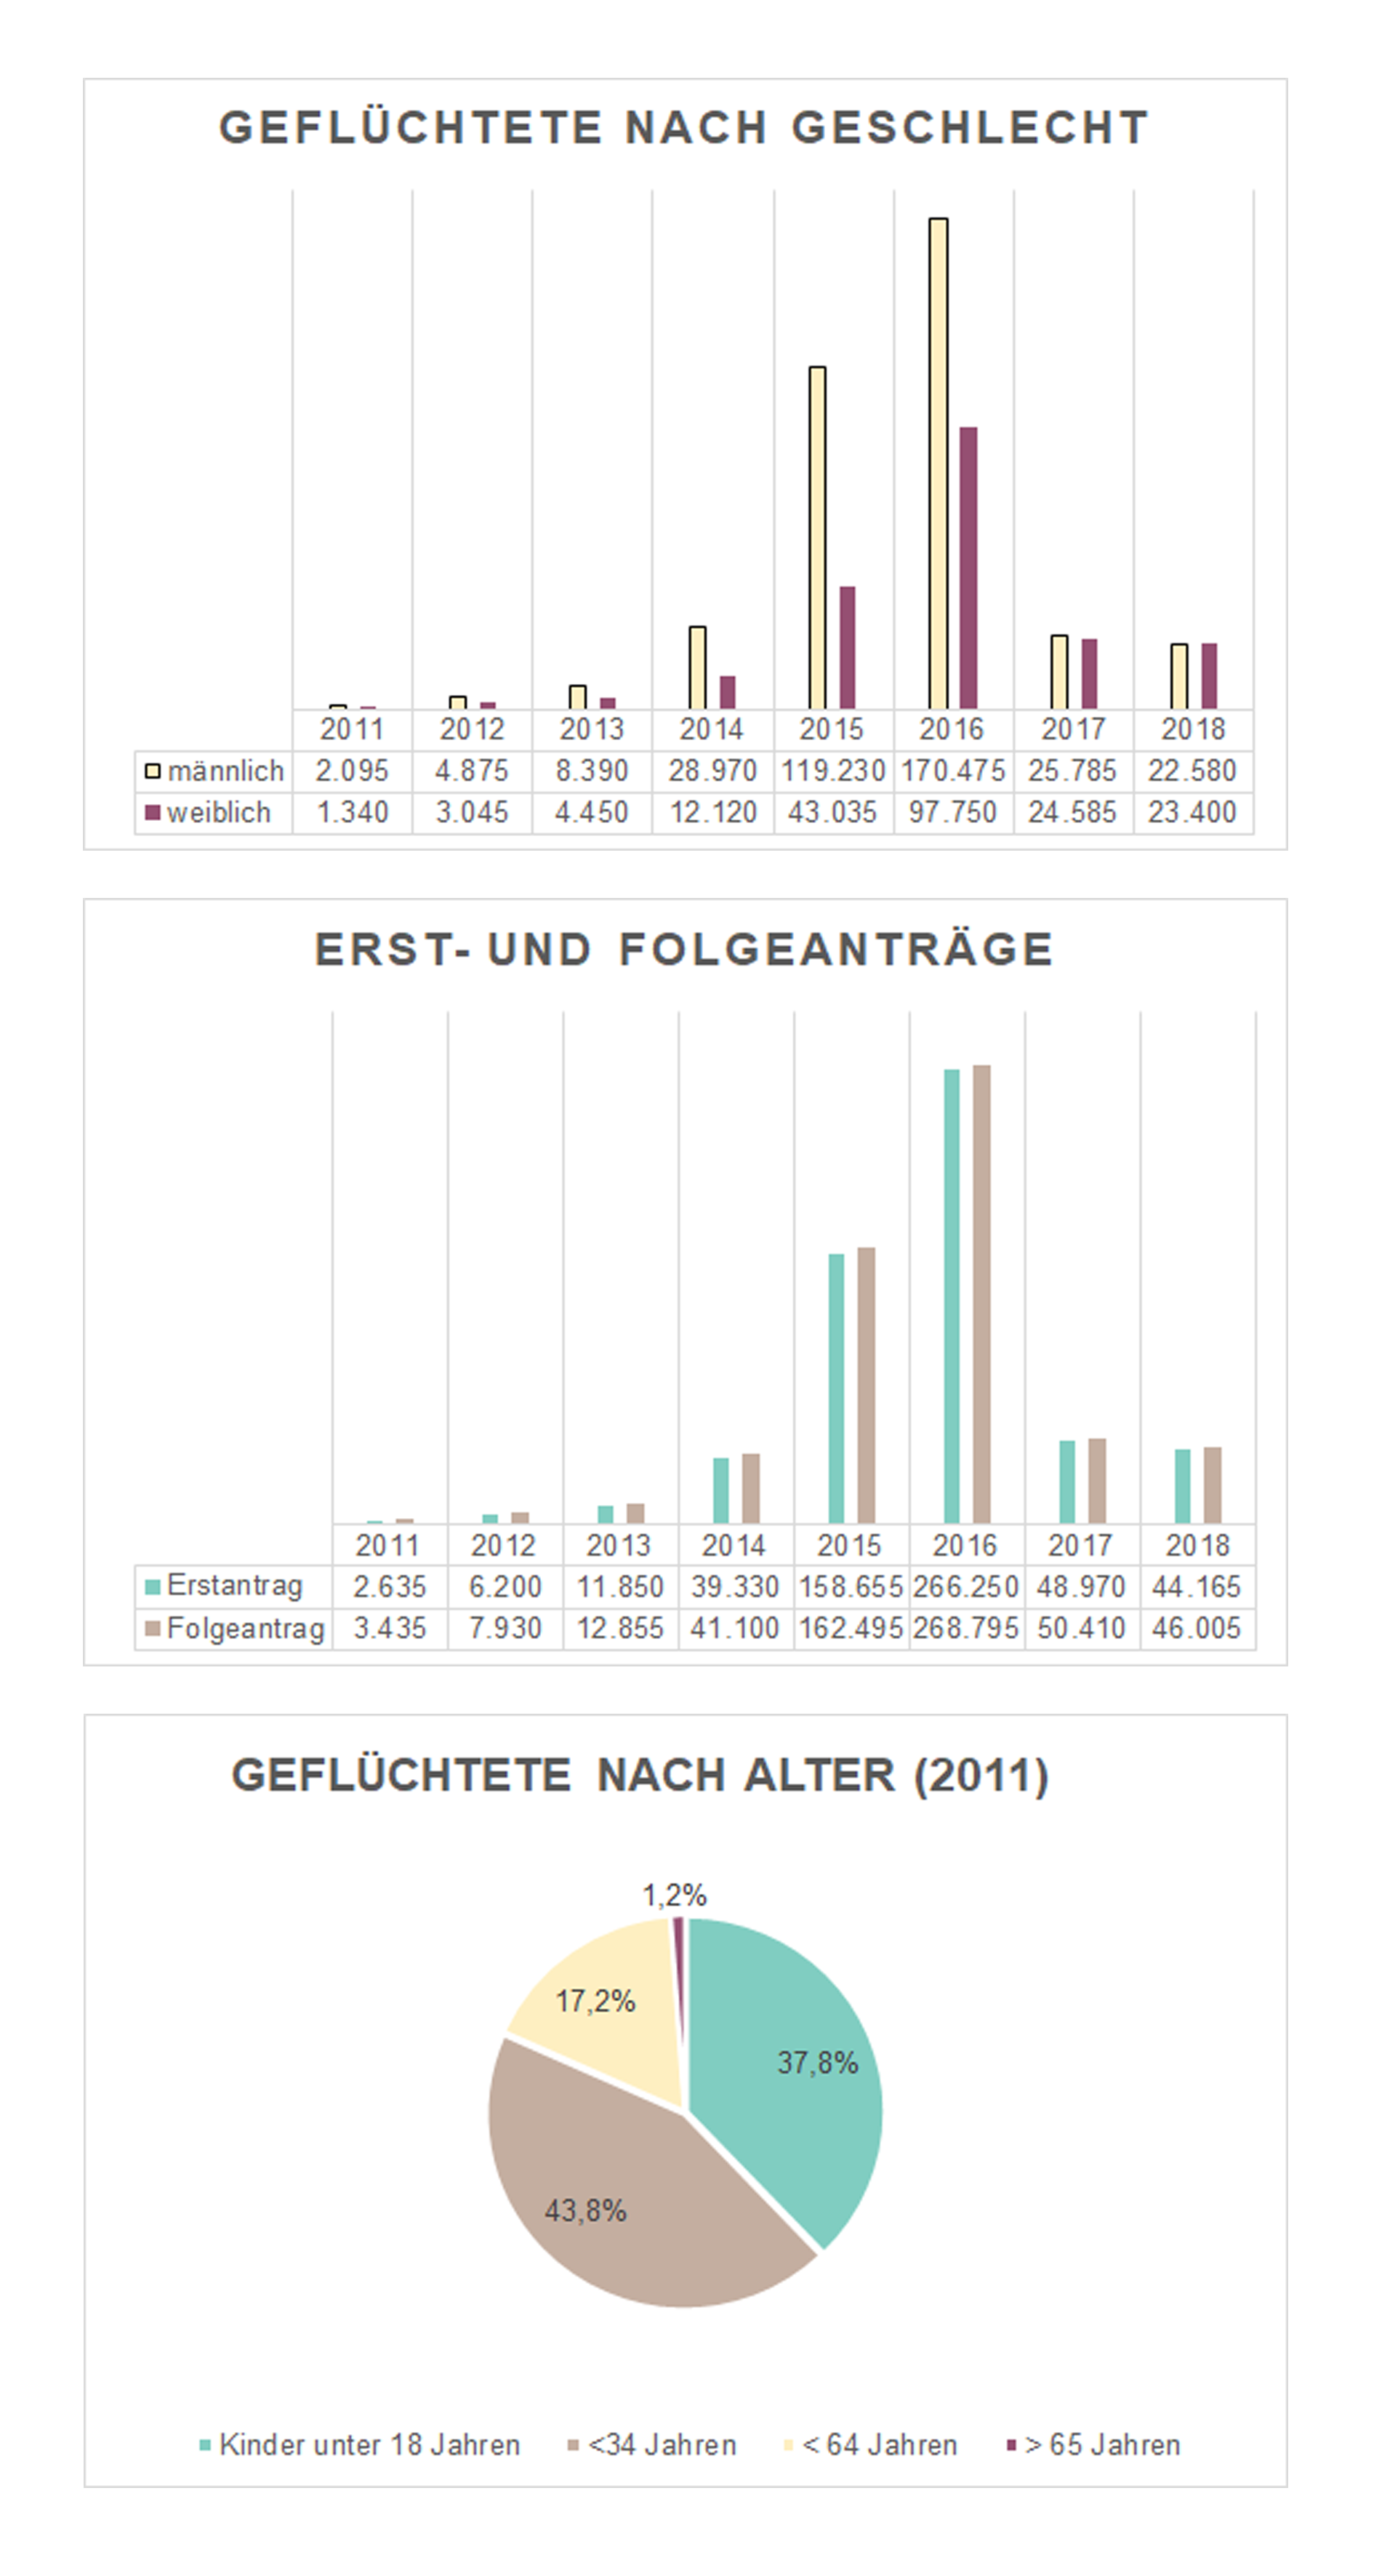 GEFLÜCHTETE NACH GESCHLECHT
2011 2012 2013 2014 2015 2016 2017 2018
männlich 2.095 4.875 8.390 28.970 119.230 170.475 25.785 22.580
weiblich 1.340 3.045 4.450 12.120 43.035 97.750 24.585 23.400
ERST- UND FOLGEANTRÄGE
2011 2012 2013 2014 2015 2016 2017 2018
Erstantrag 2.635 6.200 11.850 39.330 158.655 266.250 48.970 44.165
Folgeantrag 3.435 7.930 12.855 41.100 162.495 268.795 50.410 46.005
GEFLÜCHTETE NACH ALTER (2011)
1,2%
17,2%
37,8%
43,8%
Kinder unter 18 Jahren <34 Jahren < 64 Jahren > 65 Jahren